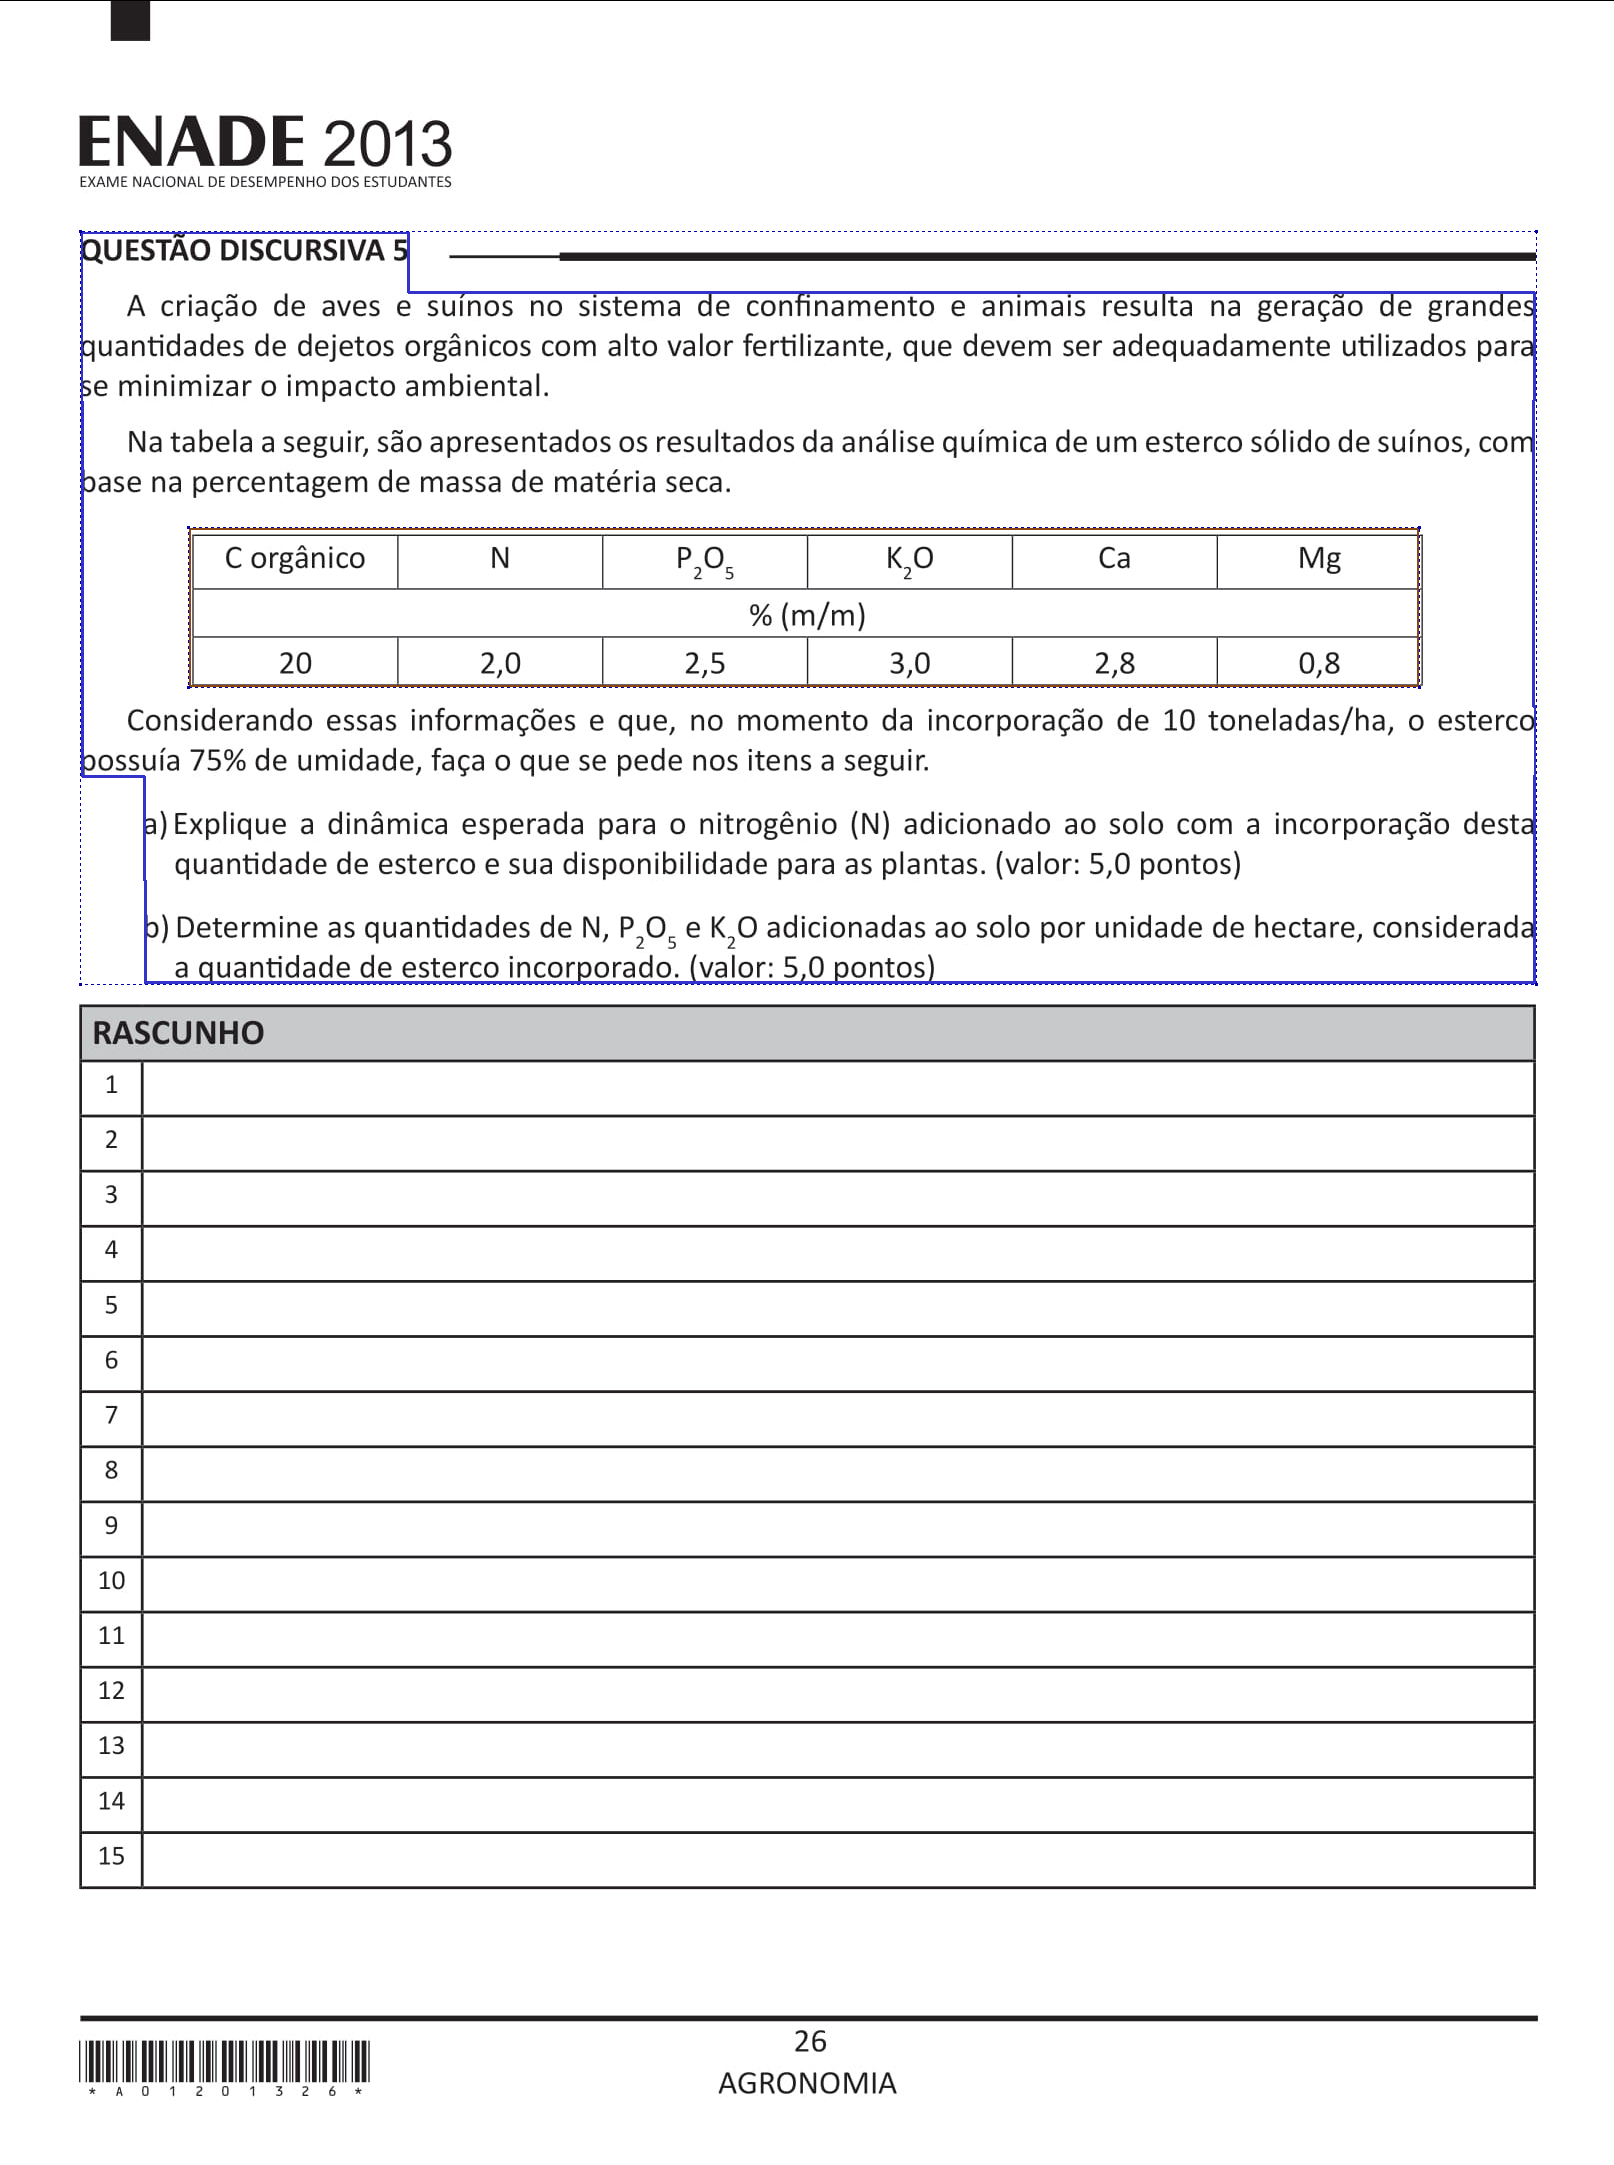 ENADE 2013
EXAME NACIONAL DE DESEMPENHO DOS ESTUDANTES
QUESTÃO DISCURSIVA 5
A criação de aves e suínos no sistema de confinamento e animais resulta na geração de grandes
quantidades de dejetos orgânicos com alto valor fertilizante, que devem ser adequadamente utilizados para
se minimizar o impacto ambiental.
Na tabela a seguir, são apresentados os resultados da análise química de um esterco sólido de suínos, com
base na percentagem de massa de matéria seca.
C orgânico N P2O5 K2O Ca Mg
% (m/m)
20 2,0 2,5 3,0 2,8 0,8
Considerando essas informações e que, no momento da incorporação de 10 toneladas/ha, o esterco
possuía 75% de umidade, faça o que se pede nos itens a seguir.
a) Explique a dinâmica esperada para o nitrogênio (N) adicionado ao solo com a incorporação desta
quantidade de esterco e sua disponibilidade para as plantas. (valor: 5,0 pontos)
b) Determine as quantidades de N, P2O5 e K2O adicionadas ao solo por unidade de hectare, considerada
a quantidade de esterco incorporado. (valor: 5,0 pontos)
RASCUNHO
1
2
3
4
5
6
7
8
9
10
11
12
13
14
15
26
AGRONOMIA
*A01201326*